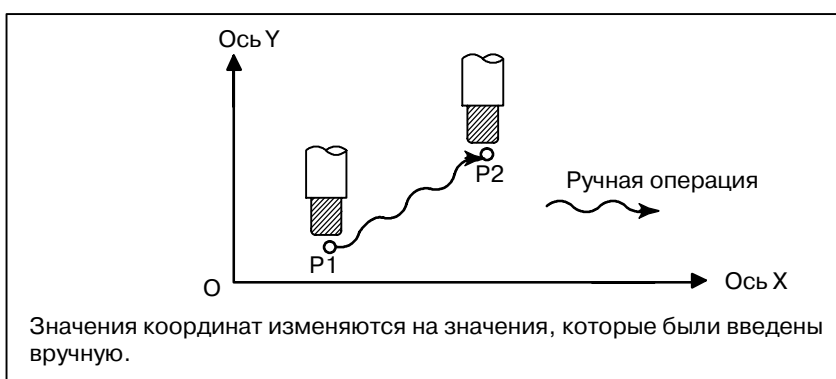 Ось Y
P2
Ручная операция
P1
O
Ось X
Значения координат изменяются на значения, которые были введены
вручную.